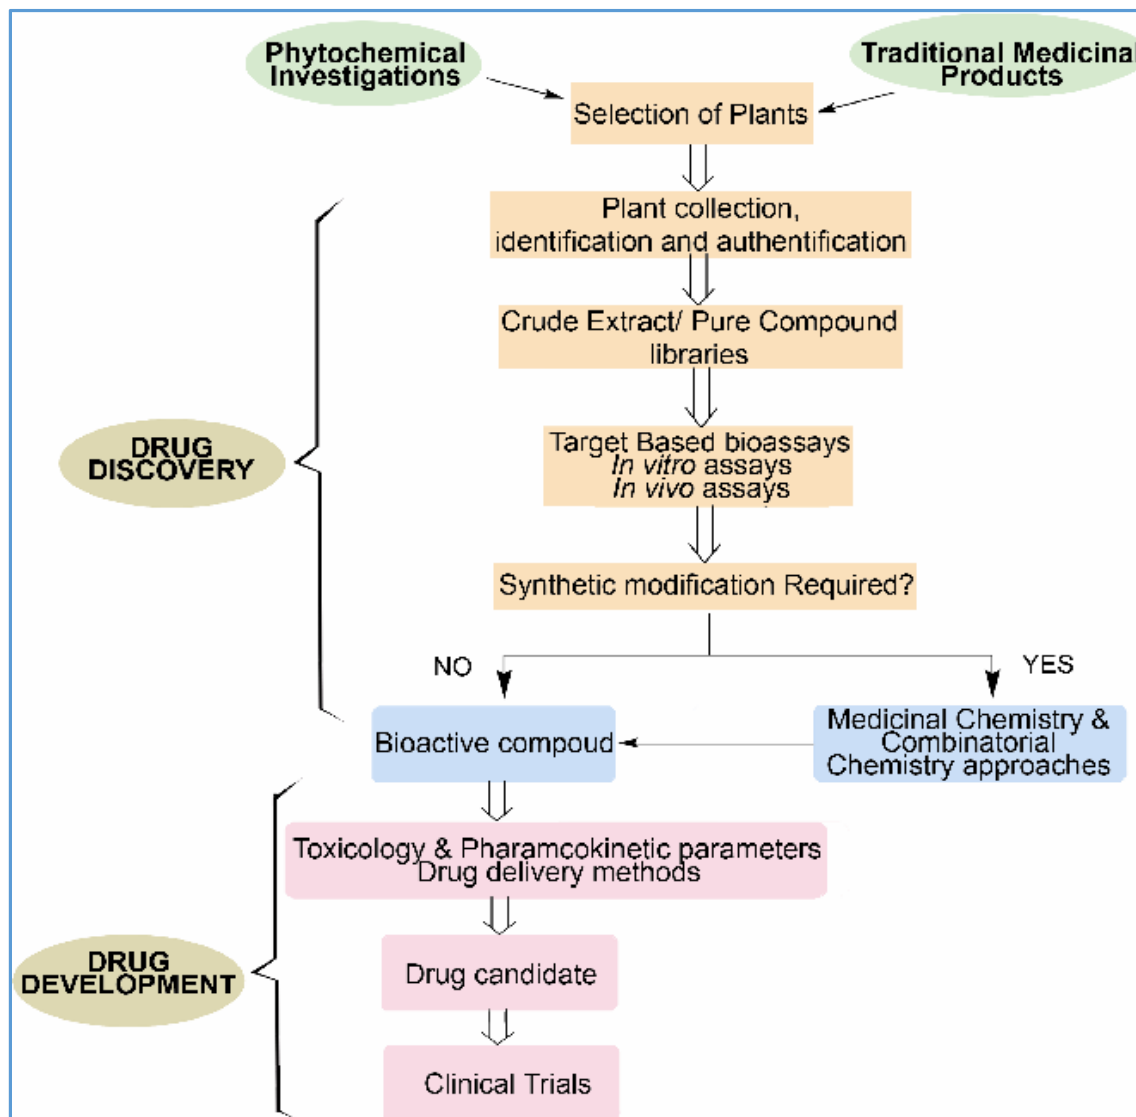 Phytochemical
Investigations
Traditional Medicinal
Products
Selection of Plants
Plant collection,
identification and authentification
Crude Extract/ Pure Compound
libraries
DRUG
DISCOVERY
Target Based bioassays
In vitro assays
In vivo assays
Synthetic modification Required?
NO
YES
Bioactive compoud
Medicinal Chemistry &
Combinatorial
Chemistry approaches
Toxicology & Pharamcokinetic parameters
Drug delivery methods
DRUG
DEVELOPMENT
Drug candidate
Clinical Trials